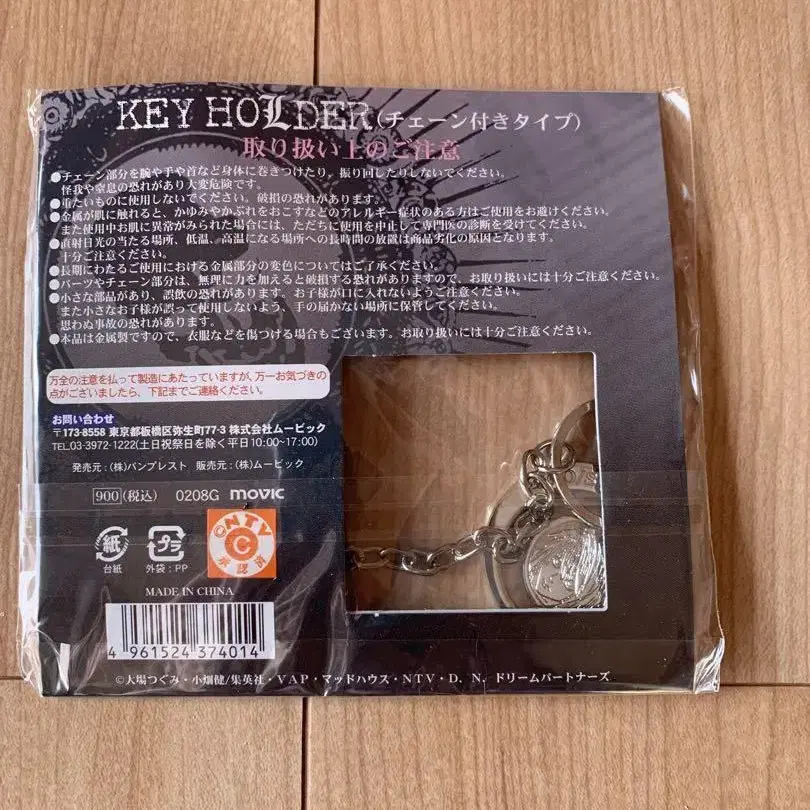 KEY HOLDER(チェーン付きタイプ)
取り扱い上のご注意
●チェーン部分を腕や手や首など身体に巻きつけたり、振り回したりしないでください。
怪我や窒息の恐れがあり大変危険です。
●重たいものに使用しないでください。破損の恐れがあります。
●金属が肌に触れると、かゆみやかぶれをおこすなどのアレルギー症状のある方はご使用をお避けください。
また使用中お肌に異常がみられた場合には、ただちに使用を中止して専門医の診断を受けてください。
●直射日光の当たる場所、低温、高温になる場所への長時間の放置は商品劣化の原因となります。
十分ご注意ください。
●長期にわたるご使用における金属部分の変色についてはご了承ください。
●パーツやチェーン部分は、無理に力を加えると破損する恐れがありますので、お取り扱いには十分ご注意ください。
●小さな部品があり、誤飲の恐れがあります。お子様が口に入れないようご注意ください。
また小さなお子様が誤って使用しないよう、手の届かない場所に保管してください。
思わぬ事故の恐れがあります。
●本品は金属製ですので、衣服などを傷つける場合もございます。お取り扱いには十分ご注意ください。
万全の注意を払って製造にあたっていますが、万一お気づきの
点がございましたら、下記までご連絡ください。
お問い合わせ
〒173-8558 東京都板橋区弥生町77-3 株式会社ムービック
TEL.03-3972-1222(土日祝祭日を除く平日10:00~17:00)
発売元:(株)バンプレスト 販売元:(株)ムービック
900(税込) 0208G movic
紙
台紙
プラ
外袋:PP
©NTV
C
承認済
MADE IN CHINA
4 961524 374014
©大場つぐみ・小畑健/集英社・VAP・マッドハウス・NTV・D.N.ドリームパートナーズ